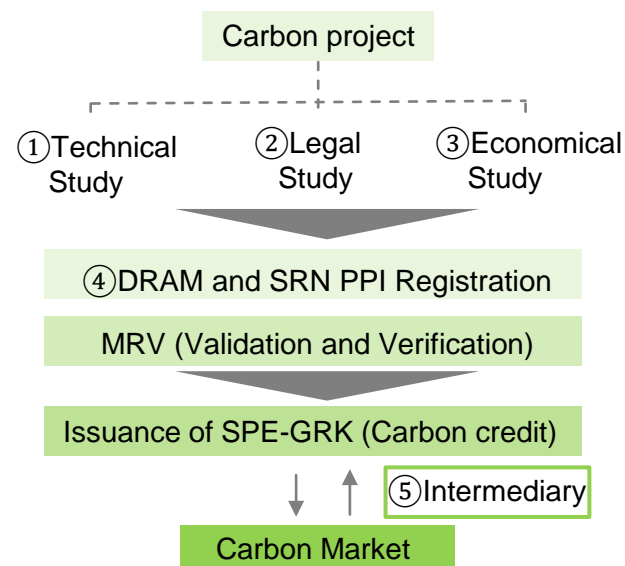 Carbon project
①Technical
Study
②Legal
Study
③Economical
Study
④DRAM and SRN PPI Registration
MRV (Validation and Verification)
Issuance of SPE-GRK (Carbon credit)
⑤Intermediary
Carbon Market